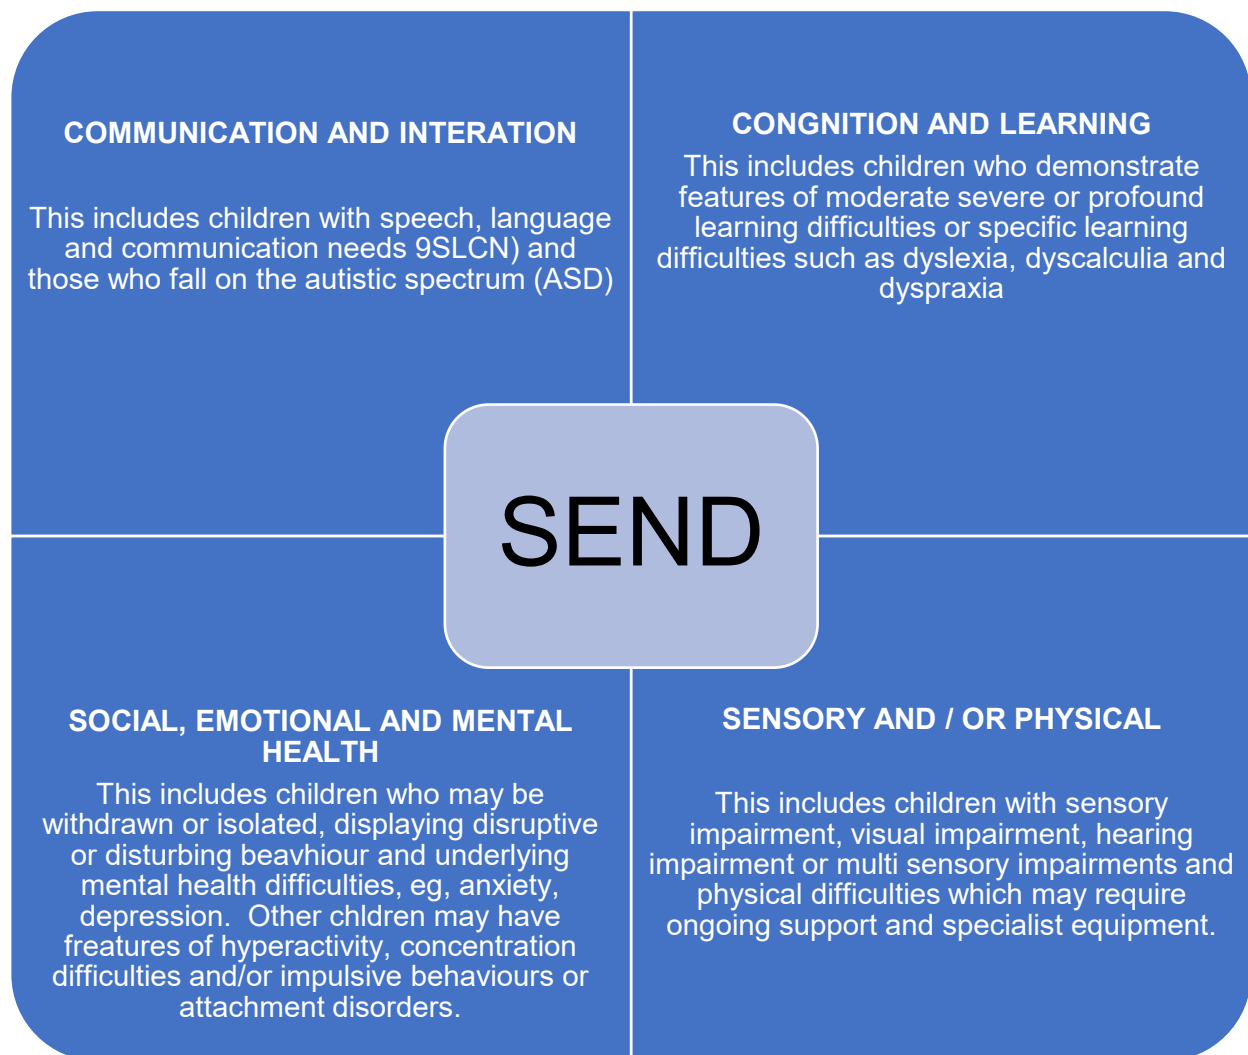 COMMUNICATION AND INTERATION
This includes children with speech, language
and communication needs 9SLCN) and
those who fall on the autistic spectrum (ASD)
CONGNITION AND LEARNING
This includes children who demonstrate
features of moderate severe or profound
learning difficulties or specific learning
difficulties such as dyslexia, dyscalculia and
dyspraxia
SEND
SOCIAL, EMOTIONAL AND MENTAL
HEALTH
This includes children who may be
withdrawn or isolated, displaying disruptive
or disturbing beavhiour and underlying
mental health difficulties, eg, anxiety,
depression.  Other chldren may have
freatures of hyperactivity, concentration
difficulties and/or impulsive behaviours or
attachment disorders.
SENSORY AND / OR PHYSICAL
This includes children with sensory
impairment, visual impairment, hearing
impairment or multi sensory impairments and
physical difficulties which may require
ongoing support and specialist equipment.